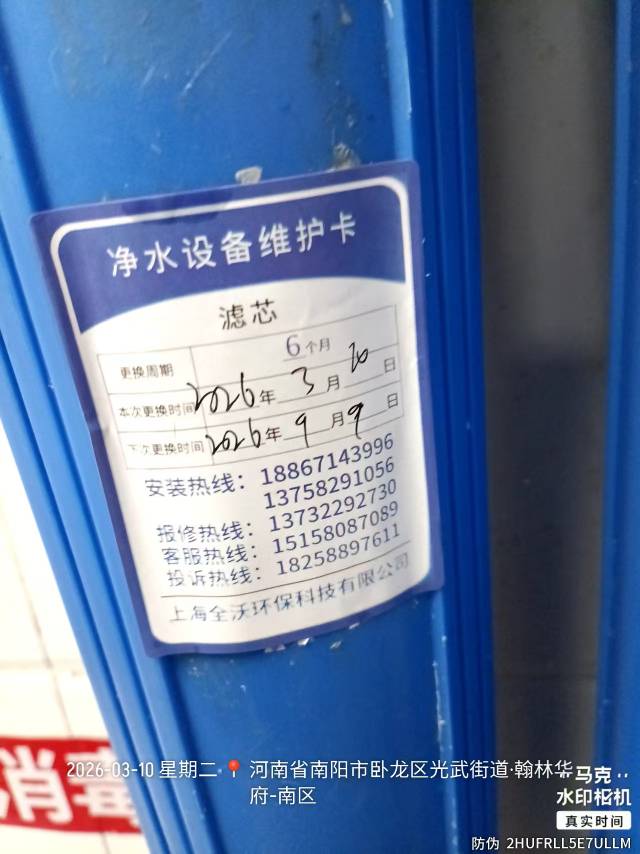 净水设备维护卡
滤芯
更换周期 6个月
本次更换时间 2026年3月10日
下次更换时间 2026年9月9日
安装热线：18867143996
13758291056
报修热线：13732292730
客服热线：15158087089
投诉热线：18258897611
上海全沃环保科技有限公司
消毒
2026-03-10 星期二 河南省南阳市卧龙区光武街道·翰林华府-南区
马克
水印相机
真实时间
防伪 2HUFRLL5E7ULLM